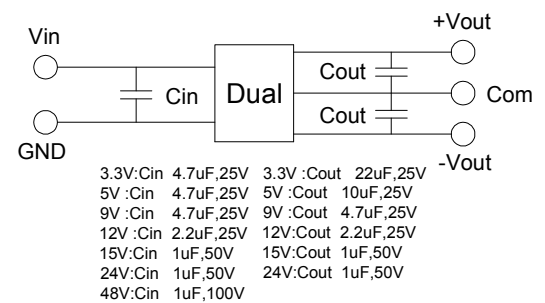 +Vout
Vin
Cout
Cin
Dual
Com
Cout
GND
-Vout
3.3V:Cin 4.7uF,25V 3.3V :Cout 22uF,25V
5V :Cin 4.7uF,25V 5V :Cout 10uF,25V
9V :Cin 4.7uF,25V 9V :Cout 4.7uF,25V
12V :Cin 2.2uF,25V 12V:Cout 2.2uF,25V
15V:Cin 1uF,50V 15V:Cout 1uF,50V
24V:Cin 1uF,50V 24V:Cout 1uF,50V
48V:Cin 1uF,100V